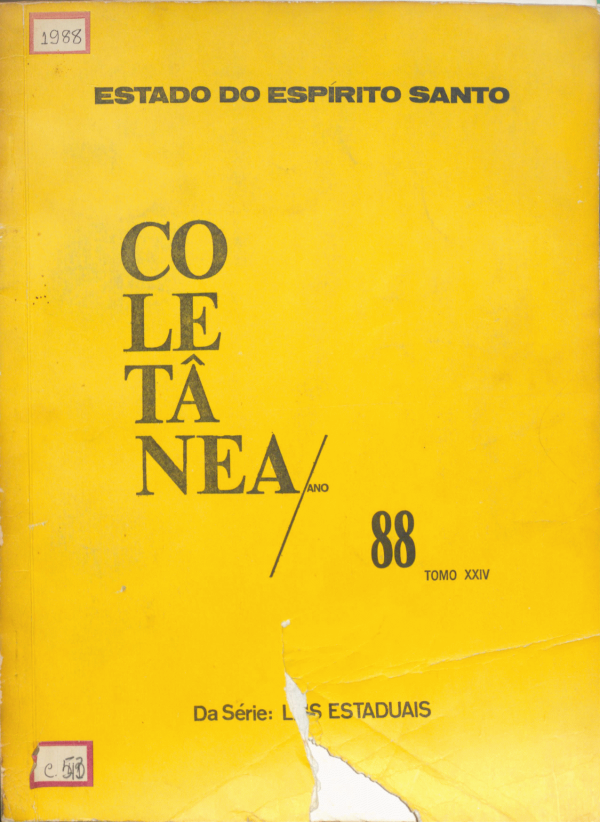 1988
ESTADO DO ESPÍRITO SANTO
CO
LE
TÂ
NEA/
ANO
88
TOMO XXIV
Da Série: ESTADUAIS